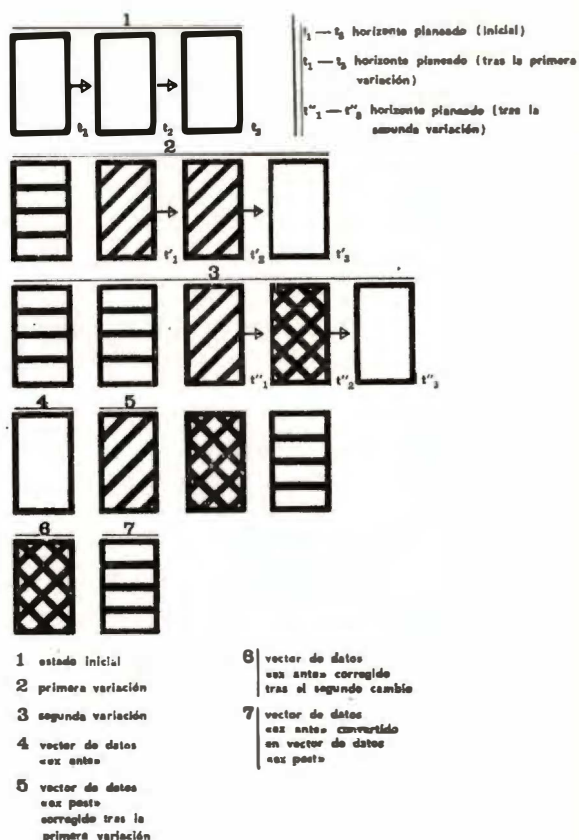 1
t₁ t₂ t₃
t₁ — t₃ horizonte planeado (inicial)
t₁ — t₃ horizonte planeado (tras la primera
variación)
t"₁ — t"₃ horizonte planeado (tras la
segunda variación)
2
t'₁ t'₂ t'₃
3
t"₁ t"₂ t"₃
4 5
6 7
1 estado inicial
2 primera variación
3 segunda variación
4 vector de datos
«ex ante»
5 vector de datos
«ex post»
corregido tras la
primera variación
6 vector de datos
«ex ante» corregido
tras el segundo cambio
7 vector de datos
«ex ante» convertido
en vector de datos
«ex post»